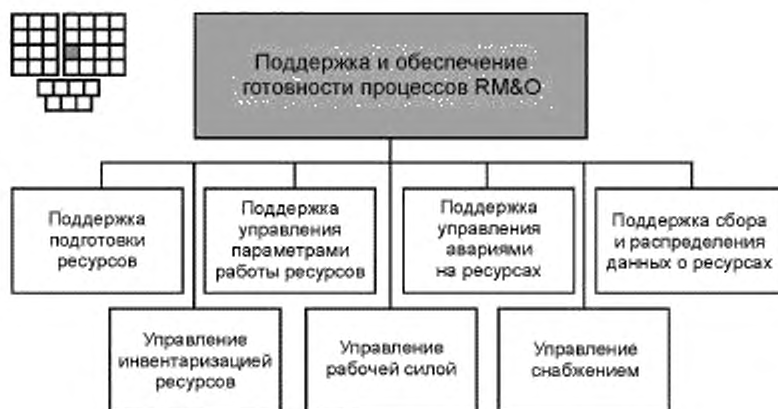 Поддержка и обеспечение
готовности процессов RM&O
Поддержка
подготовки
ресурсов
Поддержка
управления
параметрами
работы ресурсов
Поддержка
управления
авариями
на ресурсах
Поддержка сбора
и распределения
данных о ресурсах
Управление
инвентаризацией
ресурсов
Управление
рабочей силой
Управление
снабжением